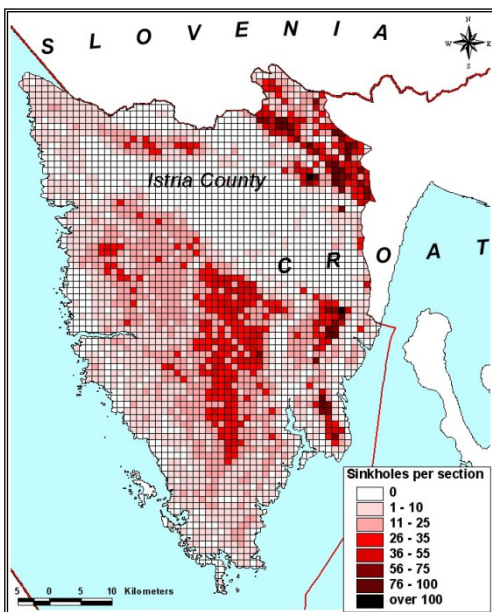 S L O V E N I A
N
W E
S
Istria County
C R O A T
Sinkholes per section
0
1 - 10
11 - 25
26 - 35
36 - 55
56 - 75
76 - 100
over 100
5 0 5 10 Kilometers